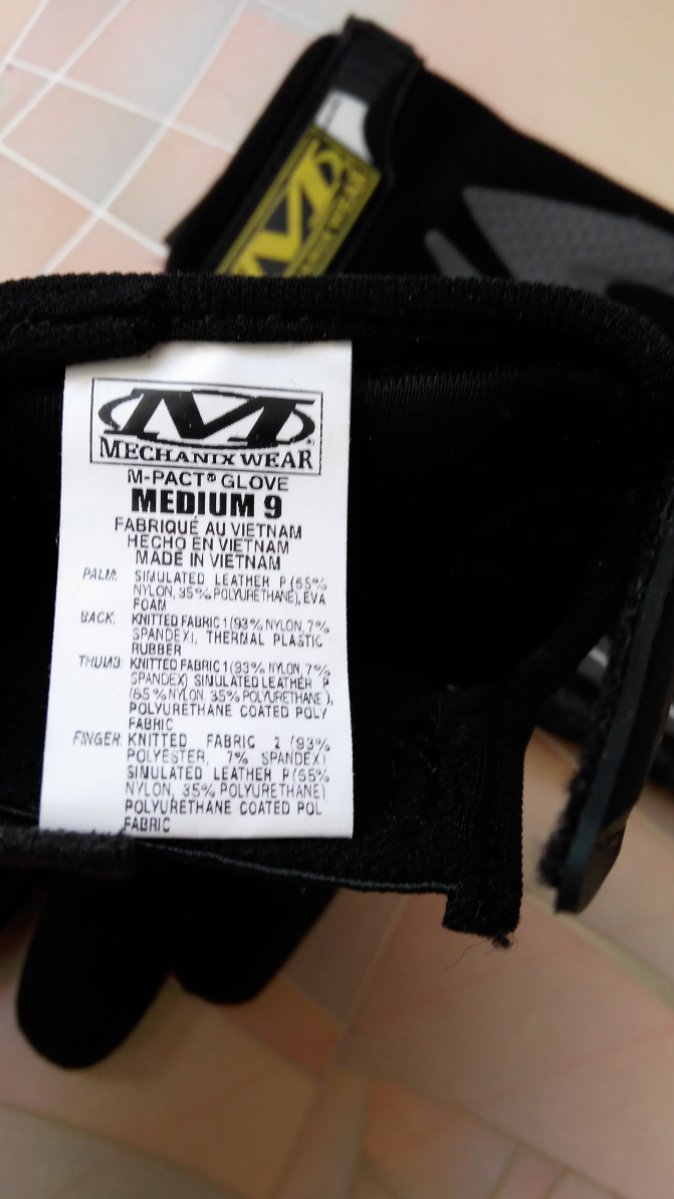 MECHANIX WEAR
M
MECHANIX WEAR®
M-PACT® GLOVE
MEDIUM 9
FABRIQUÉ AU VIETNAM
HECHO EN VIETNAM
MADE IN VIETNAM
PALM: SIMULATED LEATHER P (65%
NYLON, 35% POLYURETHANE), EVA
FOAM
BACK: KNITTED FABRIC 1 (93% NYLON, 7%
SPANDEX), THERMAL PLASTIC
RUBBER
THUMB: KNITTED FABRIC 1 (93% NYLON, 7%
SPANDEX) SIMULATED LEATHER P
(65% NYLON, 35% POLYURETHANE),
POLYURETHANE COATED POLY
FABRIC
FINGER: KNITTED FABRIC 2 (93%
POLYESTER, 7% SPANDEX)
SIMULATED LEATHER P (65%
NYLON, 35% POLYURETHANE)
POLYURETHANE COATED POL
FABRIC